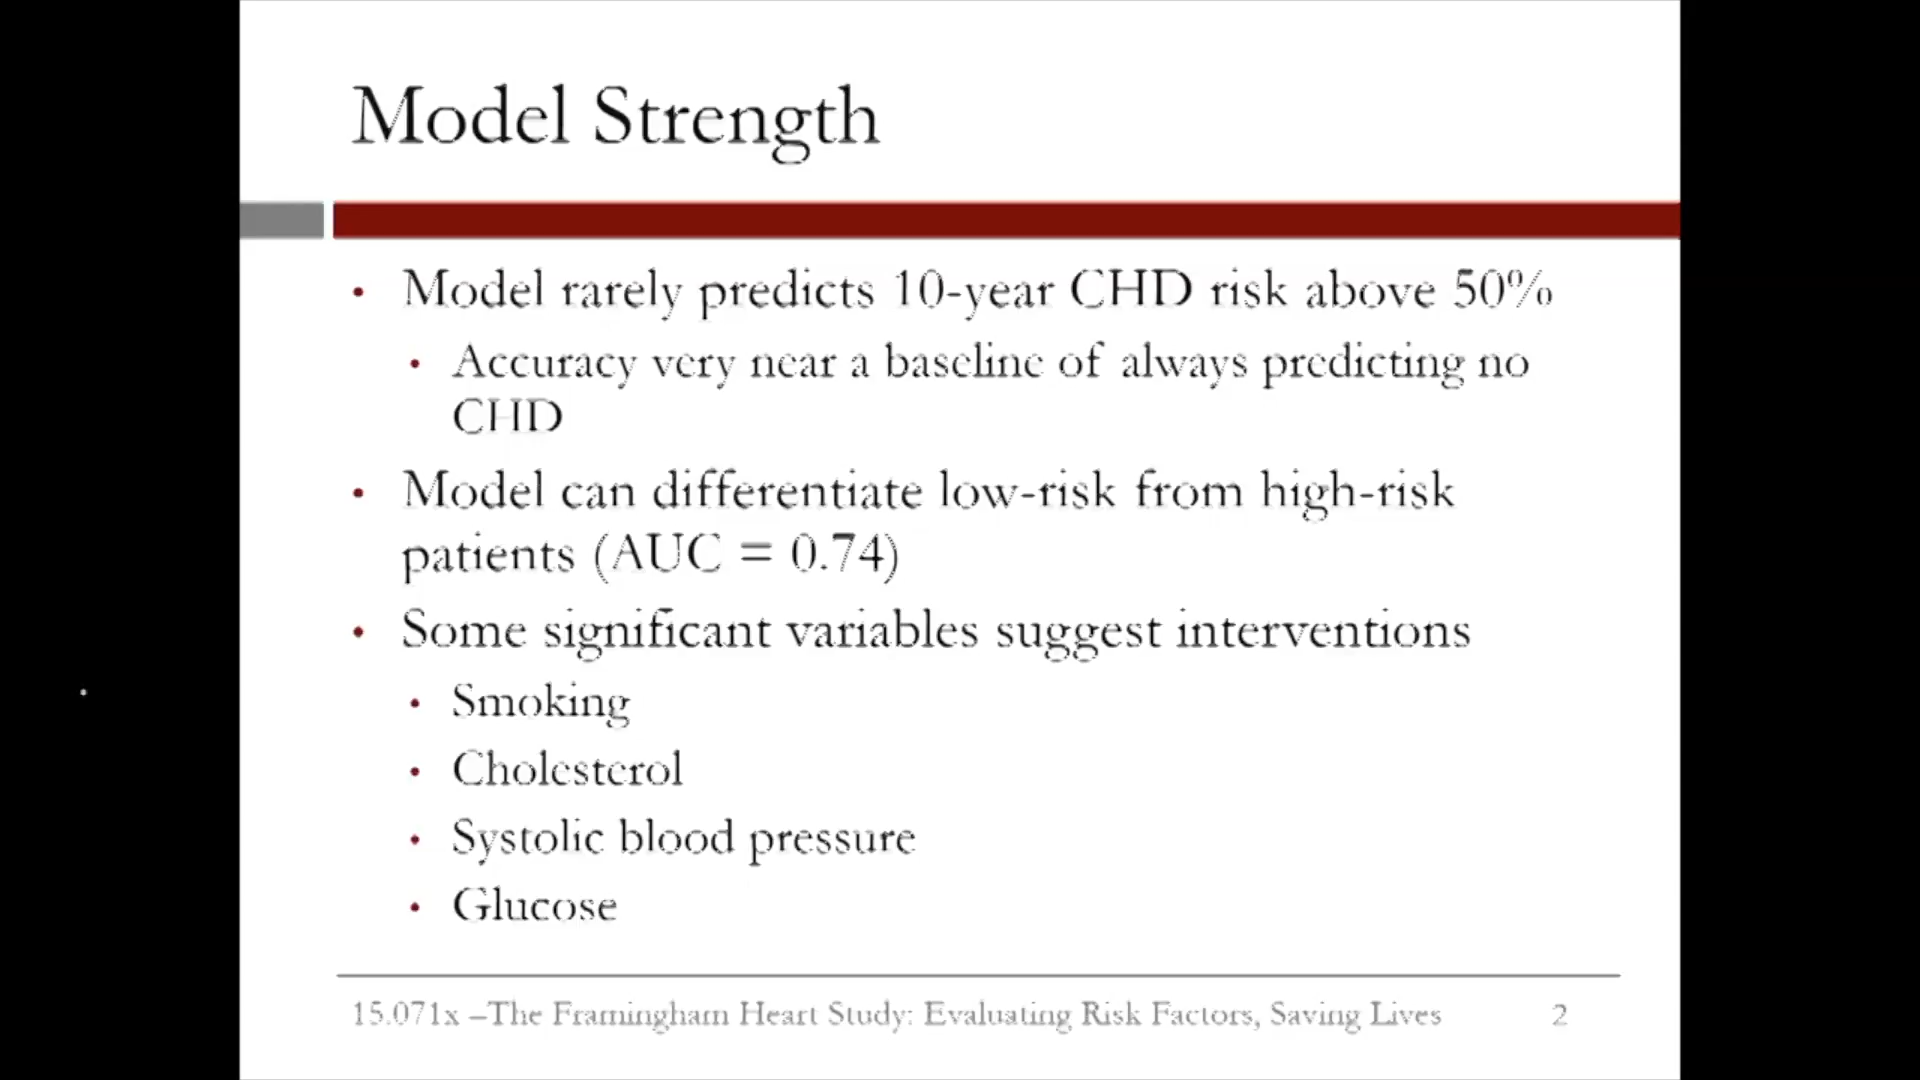 Model Strength
• Model rarely predicts 10-year CHD risk above 50%
• Accuracy very near a baseline of always predicting no
CHD
• Model can differentiate low-risk from high-risk
patients (AUC = 0.74)
• Some significant variables suggest interventions
• Smoking
• Cholesterol
• Systolic blood pressure
• Glucose
15.071x –The Framingham Heart Study: Evaluating Risk Factors, Saving Lives 2